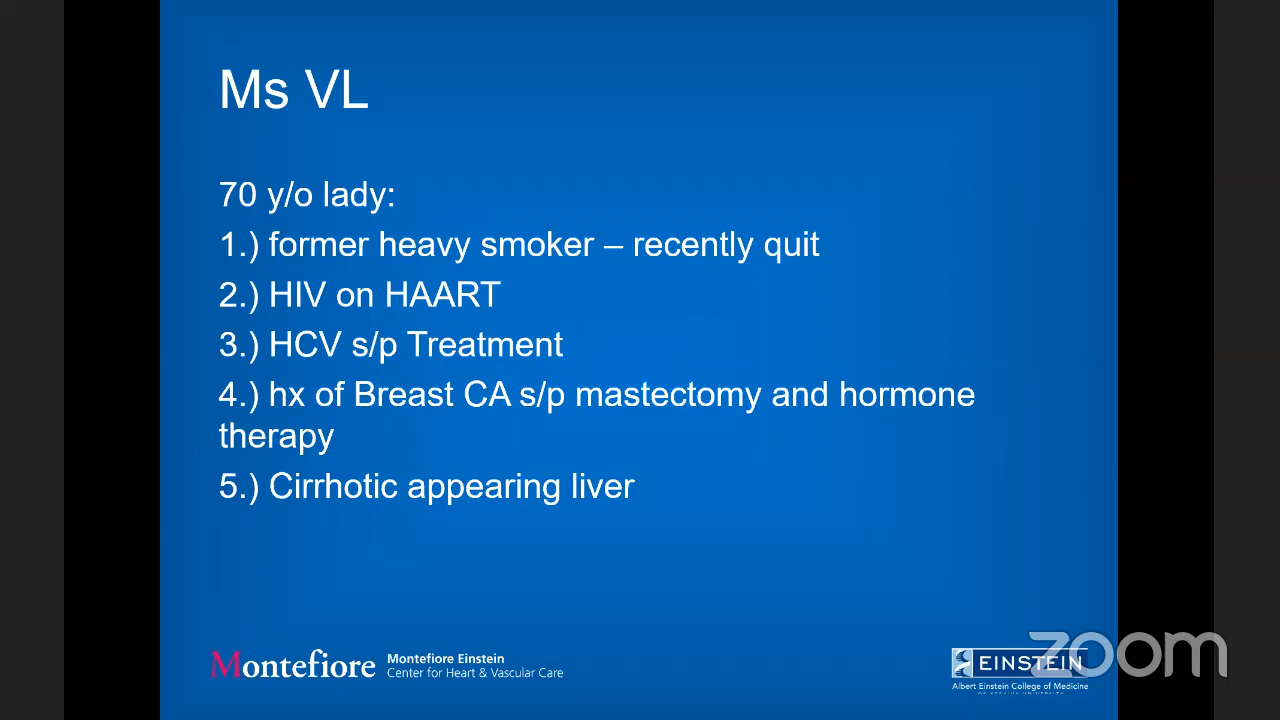 Ms VL
70 y/o lady:
1.) former heavy smoker – recently quit
2.) HIV on HAART
3.) HCV s/p Treatment
4.) hx of Breast CA s/p mastectomy and hormone
therapy
5.) Cirrhotic appearing liver
Montefiore
Montefiore Einstein
Center for Heart & Vascular Care
EINSTEIN
Albert Einstein College of Medicine
zoom